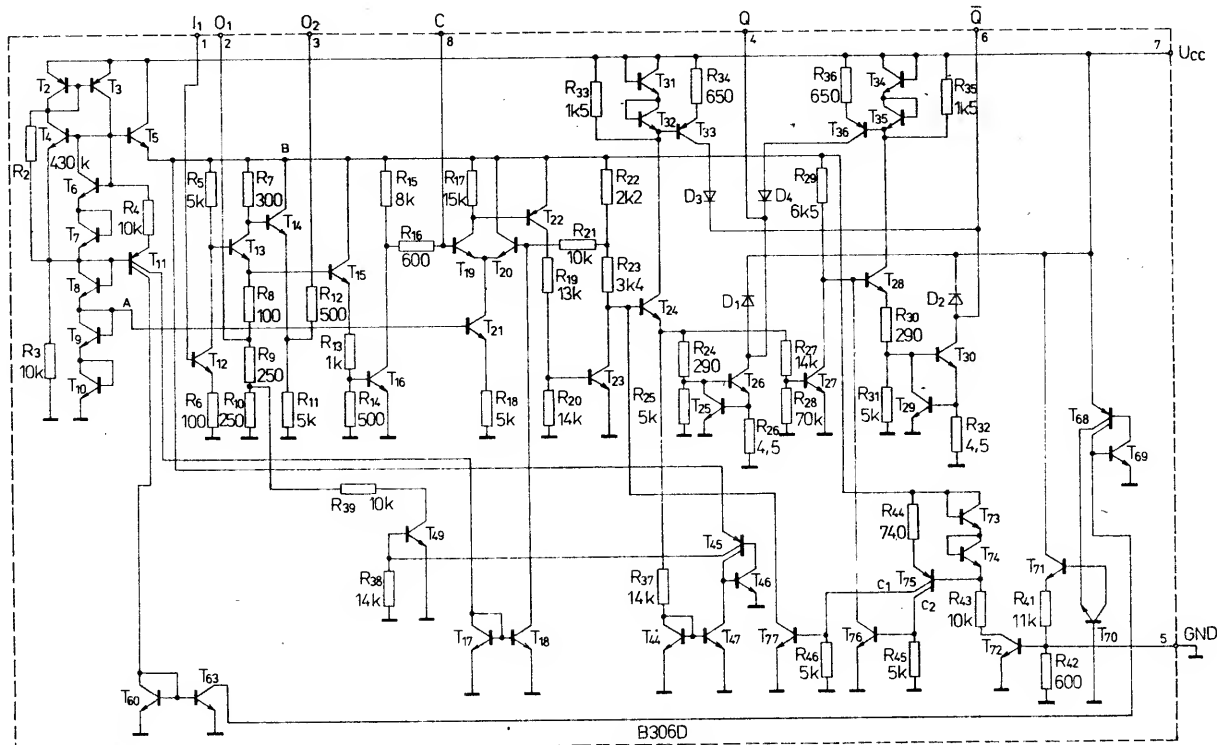 I1 O1 O2 C Q Q̄
1 2 3 8 4 6
7 UCC
T2 T3 R33 1k5 T31 R34 650 R36 650 T34 R35 1k5
T4 T5 T32 T33 T36 T35
R2 430k
B
T6 R4 10k R5 5k R7 300 T14 R15 8k R17 15k T22 R22 2k2 D3 D4 R29 6k5
T7 T13 R16 600 T19 T20 R21 10k
T11 T15 R19 13k R23 3k4
T8 R8 100 R12 500 T24 D1 T28 D2
A
T9 R9 250 T21 R30 290
R3 10k T12 R13 1k R24 290 R27 14k T30
T10 T16 T23 T26 T27
R6 100 R10 250 R11 5k R14 500 R18 5k R20 14k R25 5k T25 R28 70k R31 5k T29 T68
R26 4,5 R32 4,5 T69
R39 10k R44 740 T73
T49 T45 T74
R38 14k T46 R37 14k C1 T75 C2 R43 10k R41 11k T71
T17 T18 T44 T47 T77 T76 T72 T70 5 GND
R46 5k R45 5k R42 600
T60 T63
B306D